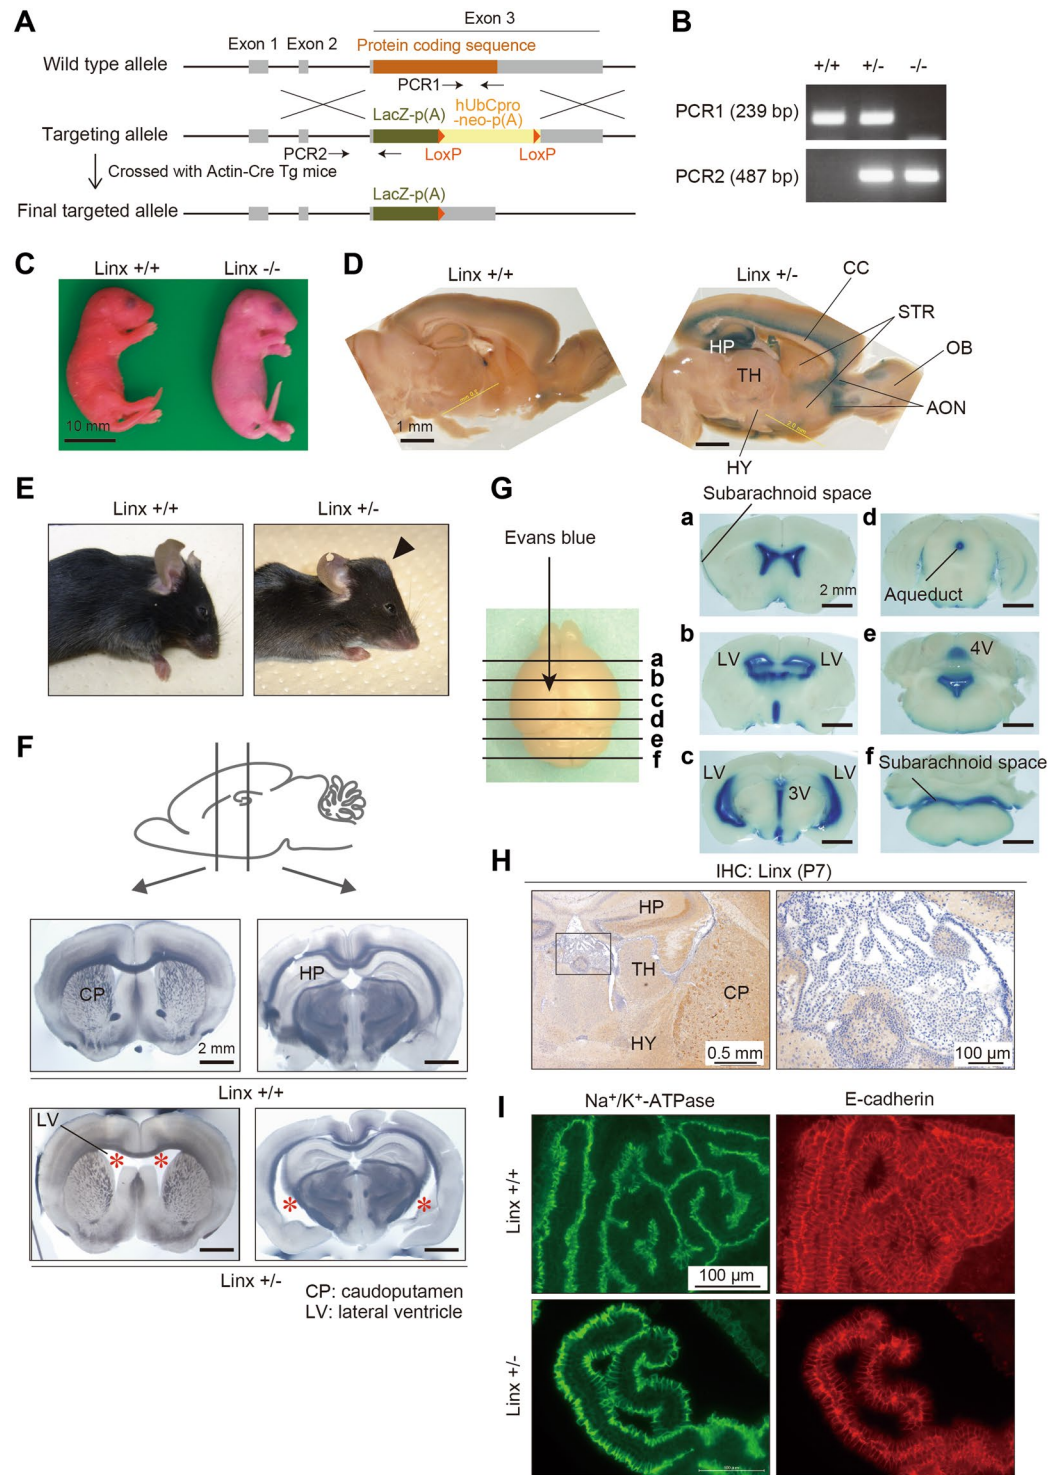 A
Exon 3
Exon 1 Exon 2 Protein coding sequence
Wild type allele
PCR1
LacZ-p(A) hUbCpro
-neo-p(A)
Targeting allele
PCR2 LoxP LoxP
Crossed with Actin-Cre Tg mice
LacZ-p(A)
Final targeted allele
B
+/+ +/- -/-
PCR1 (239 bp)
PCR2 (487 bp)
C
Linx +/+ Linx -/-
10 mm
D
Linx +/+ Linx +/-
CC
STR
OB
HP
TH
AON
HY
1 mm
E
Linx +/+ Linx +/-
F
CP
HP
2 mm
Linx +/+
LV
* *
* *
Linx +/-
CP: caudoputamen
LV: lateral ventricle
G
Evans blue
a
b
c
d
e
f
Subarachnoid space
a
2 mm
d
Aqueduct
b
LV LV
e
4V
c
LV LV
3V
f
Subarachnoid space
H
IHC: Linx (P7)
HP
TH
CP
HY
0.5 mm
100 µm
I
Na+/K+-ATPase E-cadherin
Linx +/+
100 µm
Linx +/-